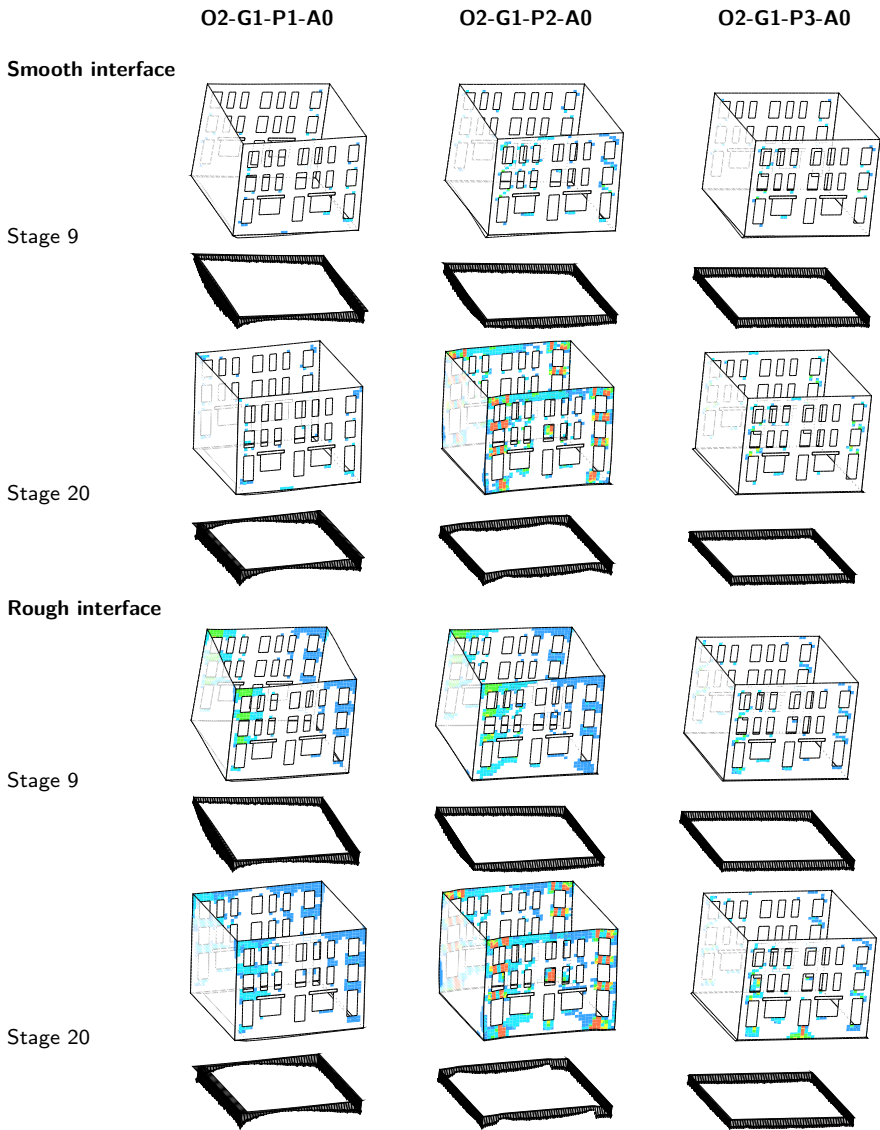 O2-G1-P1-A0 O2-G1-P2-A0 O2-G1-P3-A0
Smooth interface
Stage 9
Stage 20
Rough interface
Stage 9
Stage 20